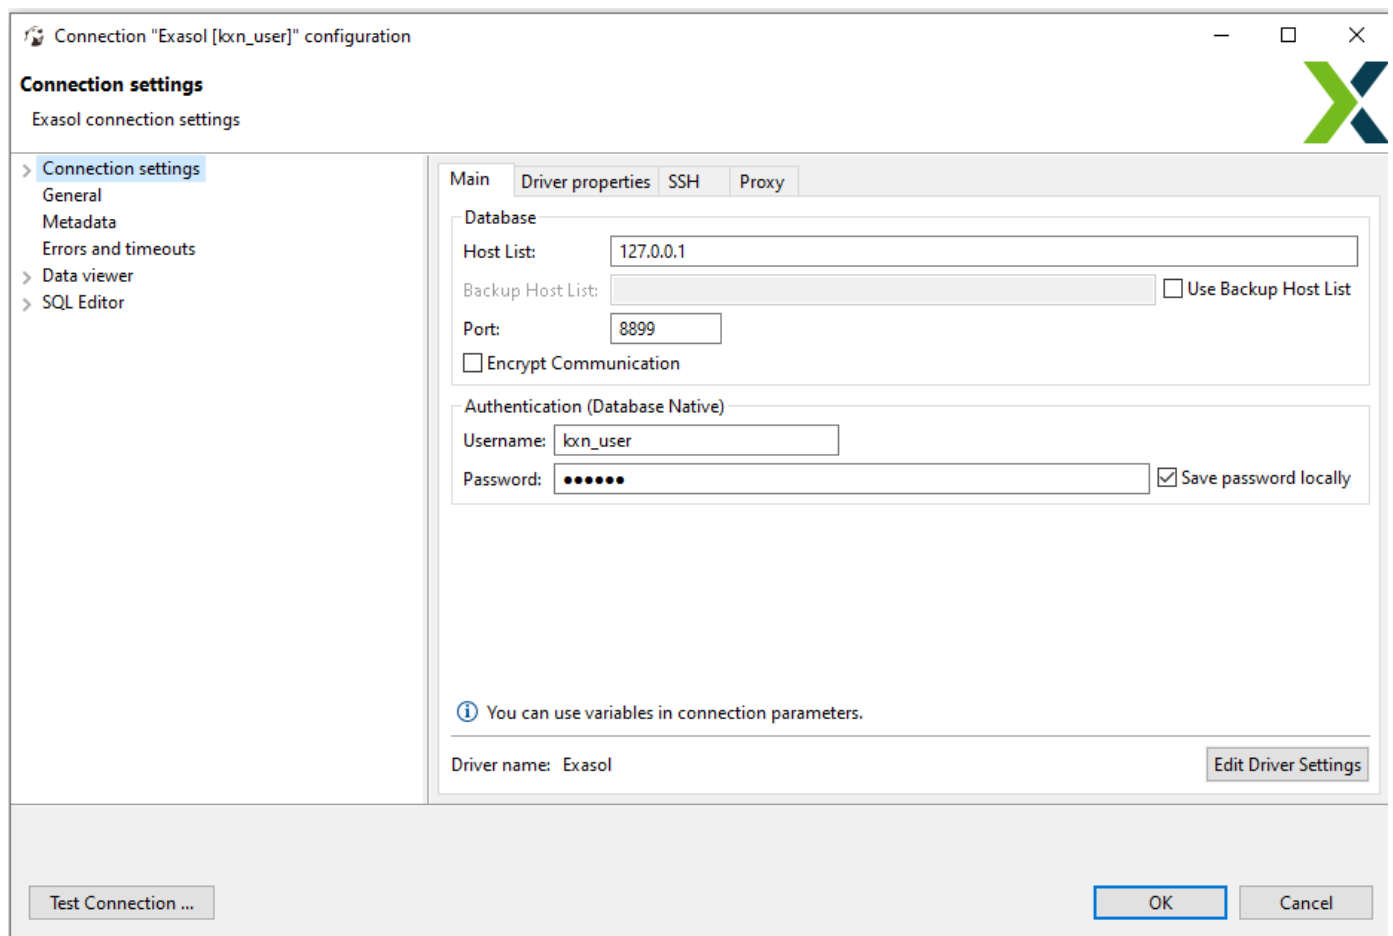 Connection "Exasol [kxn_user]" configuration
Connection settings
Exasol connection settings
Connection settings
General
Metadata
Errors and timeouts
Data viewer
SQL Editor
Main Driver properties SSH Proxy
Database
Host List: 127.0.0.1
Backup Host List: Use Backup Host List
Port: 8899
Encrypt Communication
Authentication (Database Native)
Username: kxn_user
Password: •••••• Save password locally
You can use variables in connection parameters.
Driver name: Exasol Edit Driver Settings
Test Connection ... OK Cancel